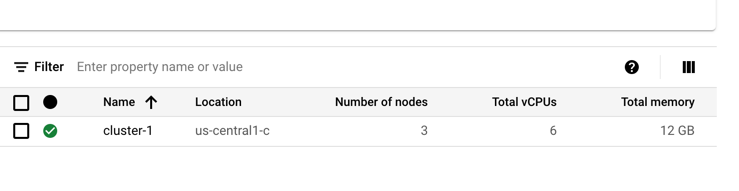 Filter Enter property name or value
Name Location Number of nodes Total vCPUs Total memory
cluster-1 us-central1-c 3 6 12 GB